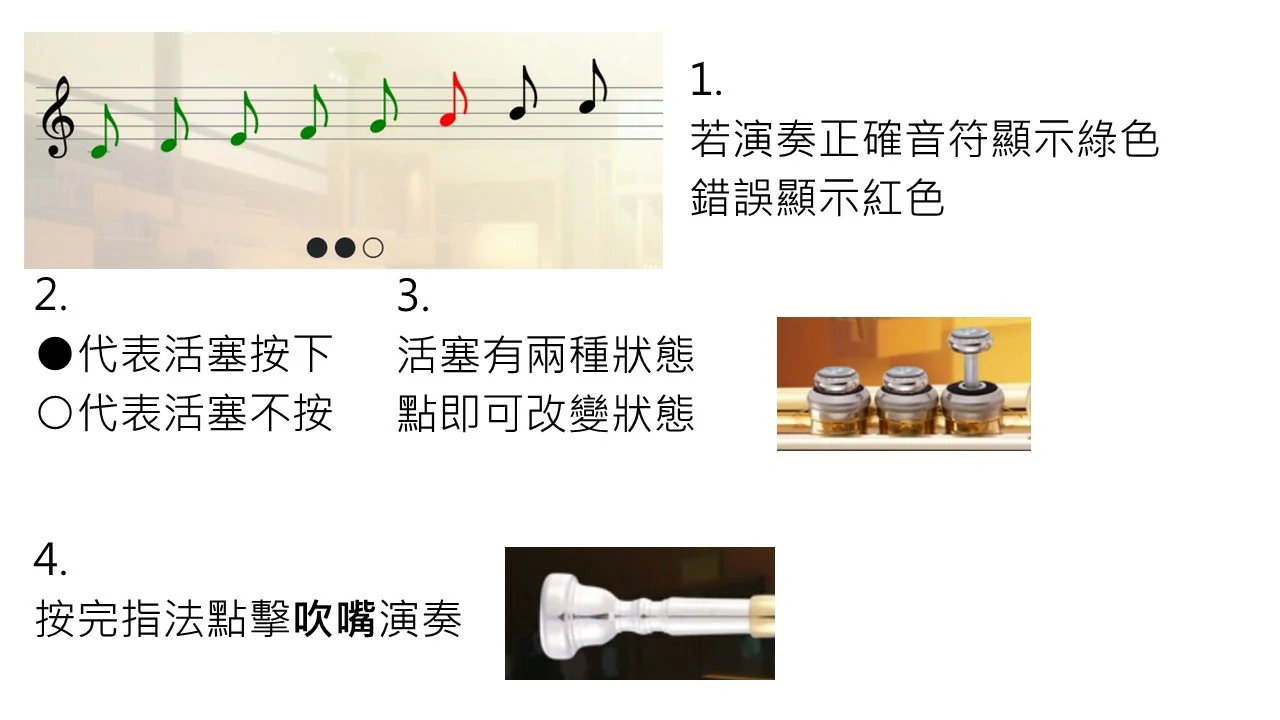 1.
若演奏正確音符顯示綠色
錯誤顯示紅色
●●○
2.
●代表活塞按下
○代表活塞不按
3.
活塞有兩種狀態
點即可改變狀態
4.
按完指法點擊吹嘴演奏